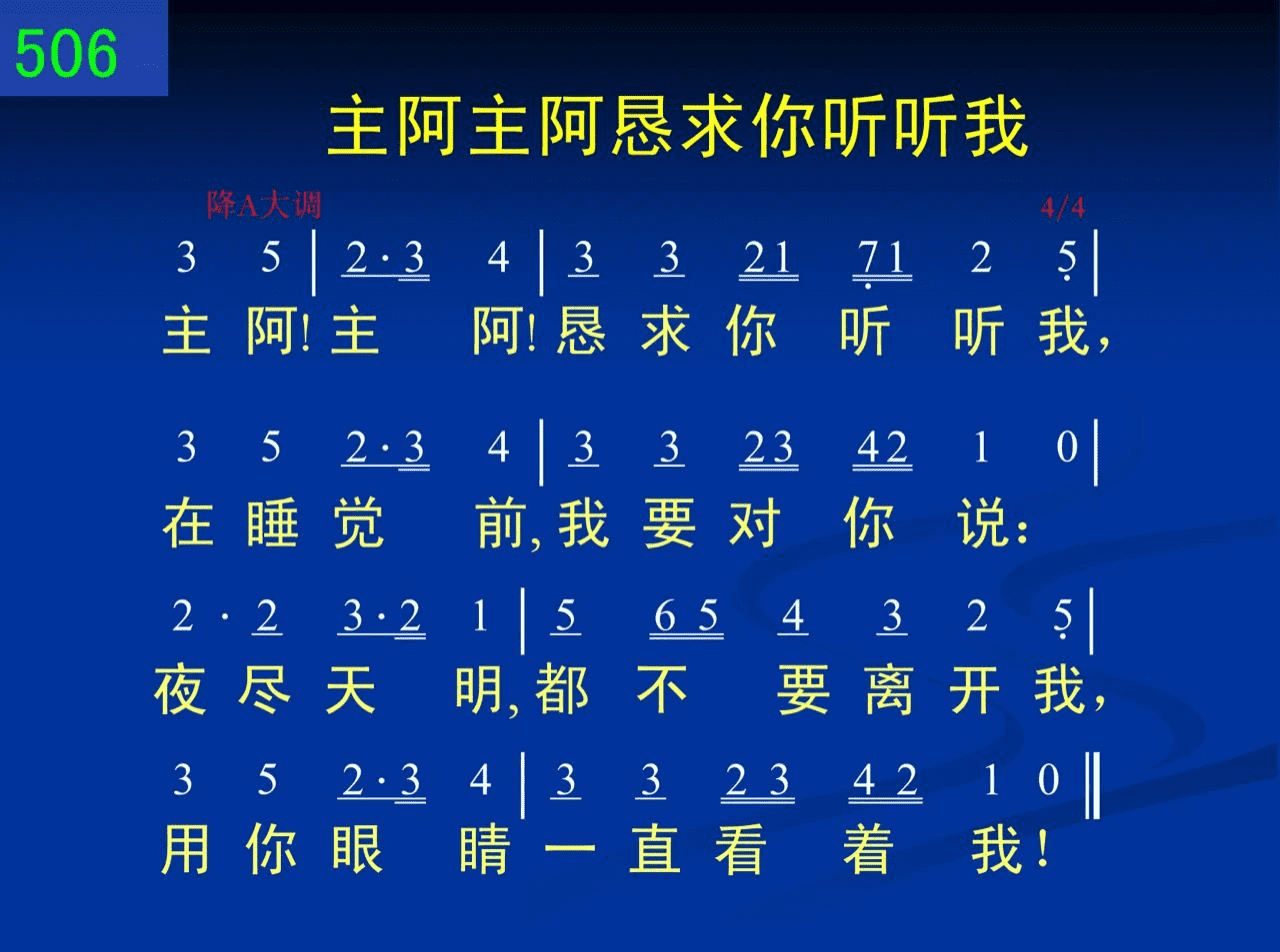 506
主阿主阿恳求你听听我
降A大调 4/4
3 5 | 2·3 4 | 3 3 21 71 2 5 |
主 阿! 主 阿! 恳 求 你 听 听 我，
3 5 2·3 4 | 3 3 23 42 1 0 |
在 睡 觉 前, 我 要 对 你 说：
2 · 2 3·2 1 | 5 6 5 4 3 2 5 |
夜 尽 天 明, 都 不 要 离 开 我，
3 5 2·3 4 | 3 3 2 3 4 2 1 0 ‖
用 你 眼 睛 一 直 看 着 我！